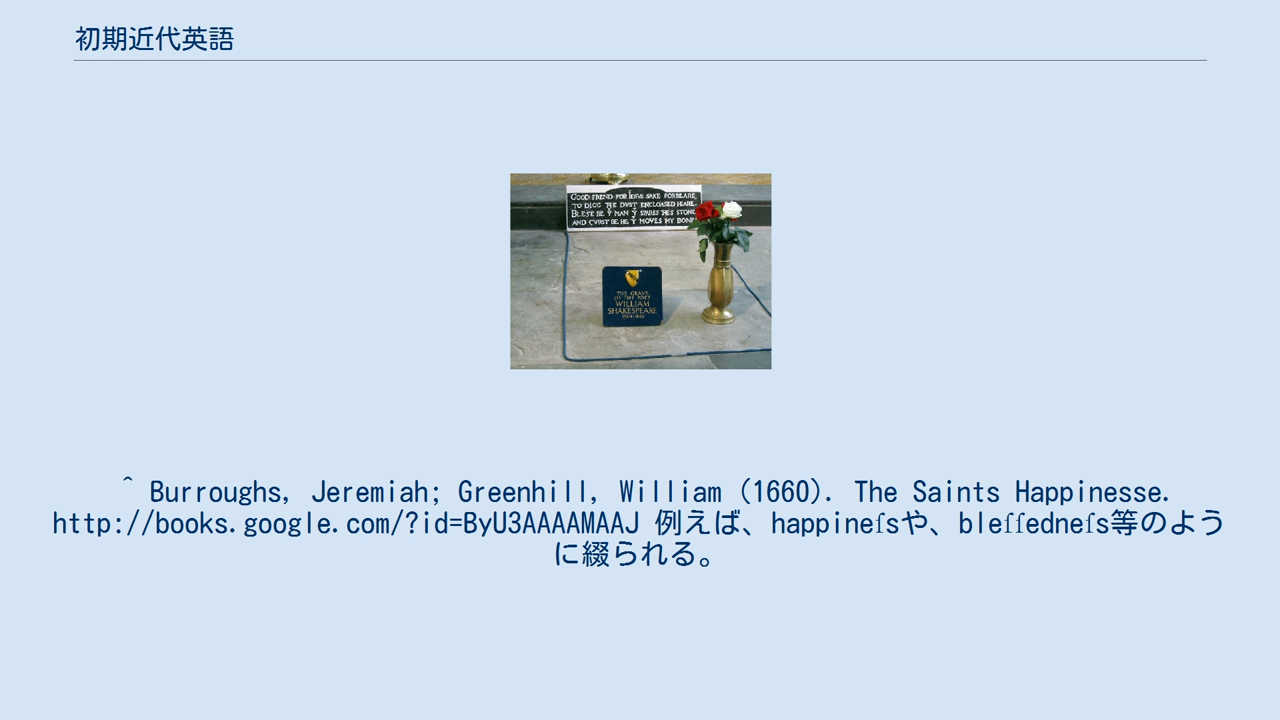 初期近代英語
GOOD FREND FOR IESVS SAKE FORBEARE,
TO DIGG THE DVST ENCLOASED HEARE.
BLESE BE Y MAN Y SPARES THES STONES
AND CVRST BE HE Y MOVES MY BONES
THE GRAVE
OF THE POET
WILLIAM
SHAKESPEARE
1564-1616
^ Burroughs, Jeremiah; Greenhill, William (1660). The Saints Happinesse.
http://books.google.com/?id=ByU3AAAAMAAJ 例えば、happineſsや、bleſſedneſs等のよう
に綴られる。